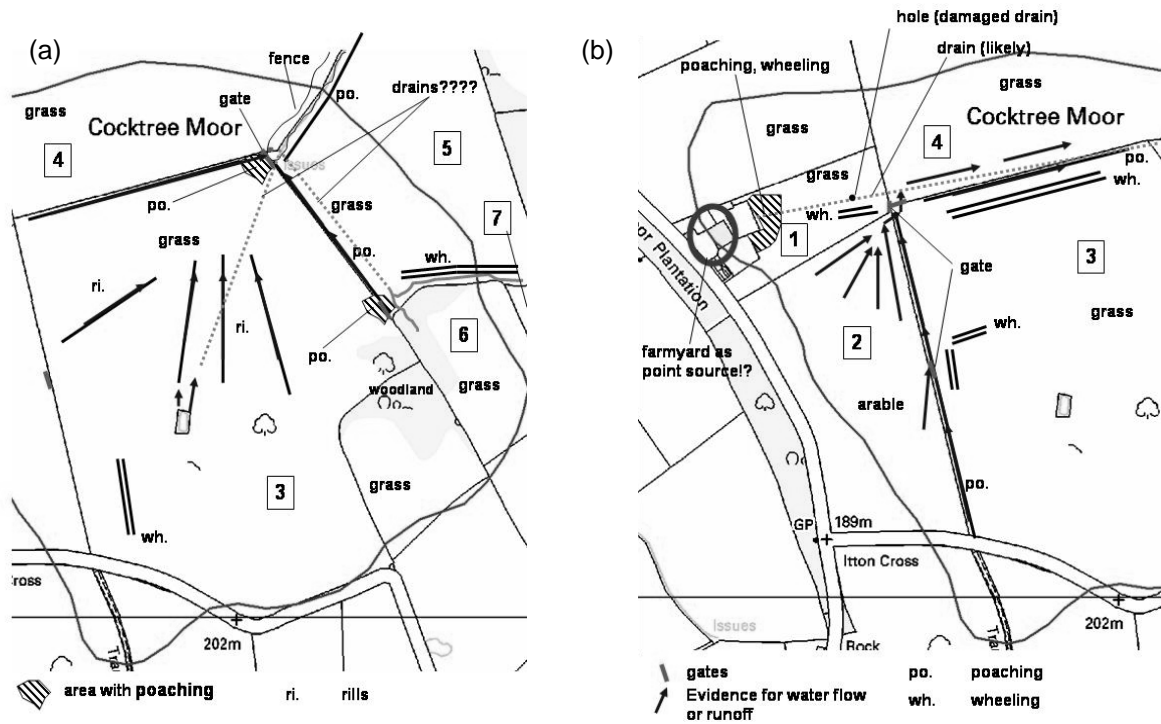 (a)
fence
gate
po.
drains????
grass
Cocktree Moor
4
Issues
5
po.
grass
7
grass
po.
wh.
ri.
ri.
6
po.
woodland
grass
3
grass
wh.
Cross
202m
area with poaching
ri. rills
(b)
hole (damaged drain)
drain (likely)
poaching, wheeling
grass
grass
Cocktree Moor
4
grass
po.
wh.
wh.
1
or Plantation
gate
3
wh.
grass
2
farmyard as
point source!?
arable
po.
GP
189m
Itton Cross
Issues
Rock
Tra
202m
gates
po. poaching
Evidence for water flow
or runoff
wh. wheeling